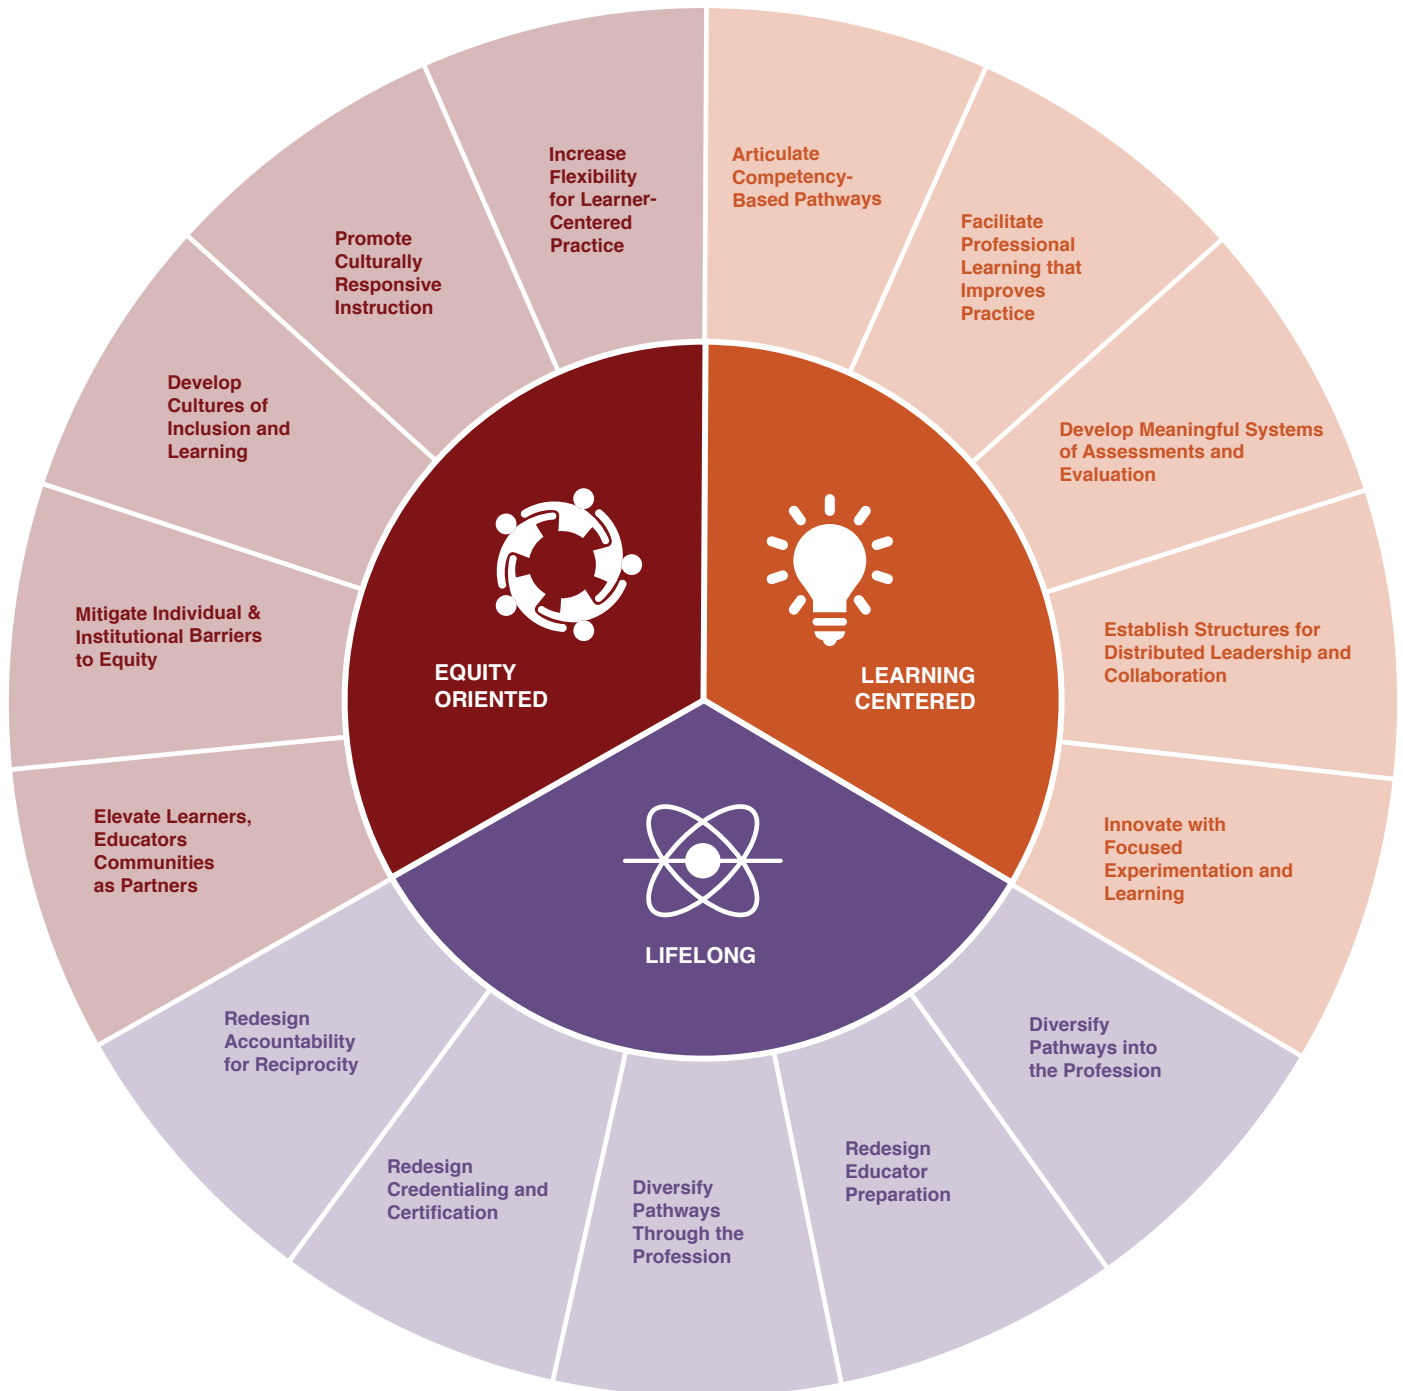 Increase
Flexibility
for Learner-
Centered
Practice
Articulate
Competency-
Based Pathways
Facilitate
Professional
Learning that
Improves
Practice
Develop Meaningful Systems
of Assessments and
Evaluation
Establish Structures for
Distributed Leadership and
Collaboration
Innovate with
Focused
Experimentation and
Learning
Diversify
Pathways into
the Profession
Redesign
Educator
Preparation
Diversify
Pathways
Through the
Profession
Redesign
Credentialing and
Certification
Redesign
Accountability
for Reciprocity
Elevate Learners,
Educators
Communities
as Partners
Mitigate Individual &
Institutional Barriers
to Equity
Develop
Cultures of
Inclusion and
Learning
Promote
Culturally
Responsive
Instruction
EQUITY
ORIENTED
LEARNING
CENTERED
LIFELONG